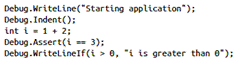 Debug.WriteLine("Starting application");
Debug.Indent();
int i = 1 + 2;
Debug.Assert(i == 3);
Debug.WriteLineIf(i > 0, "i is greater than 0");